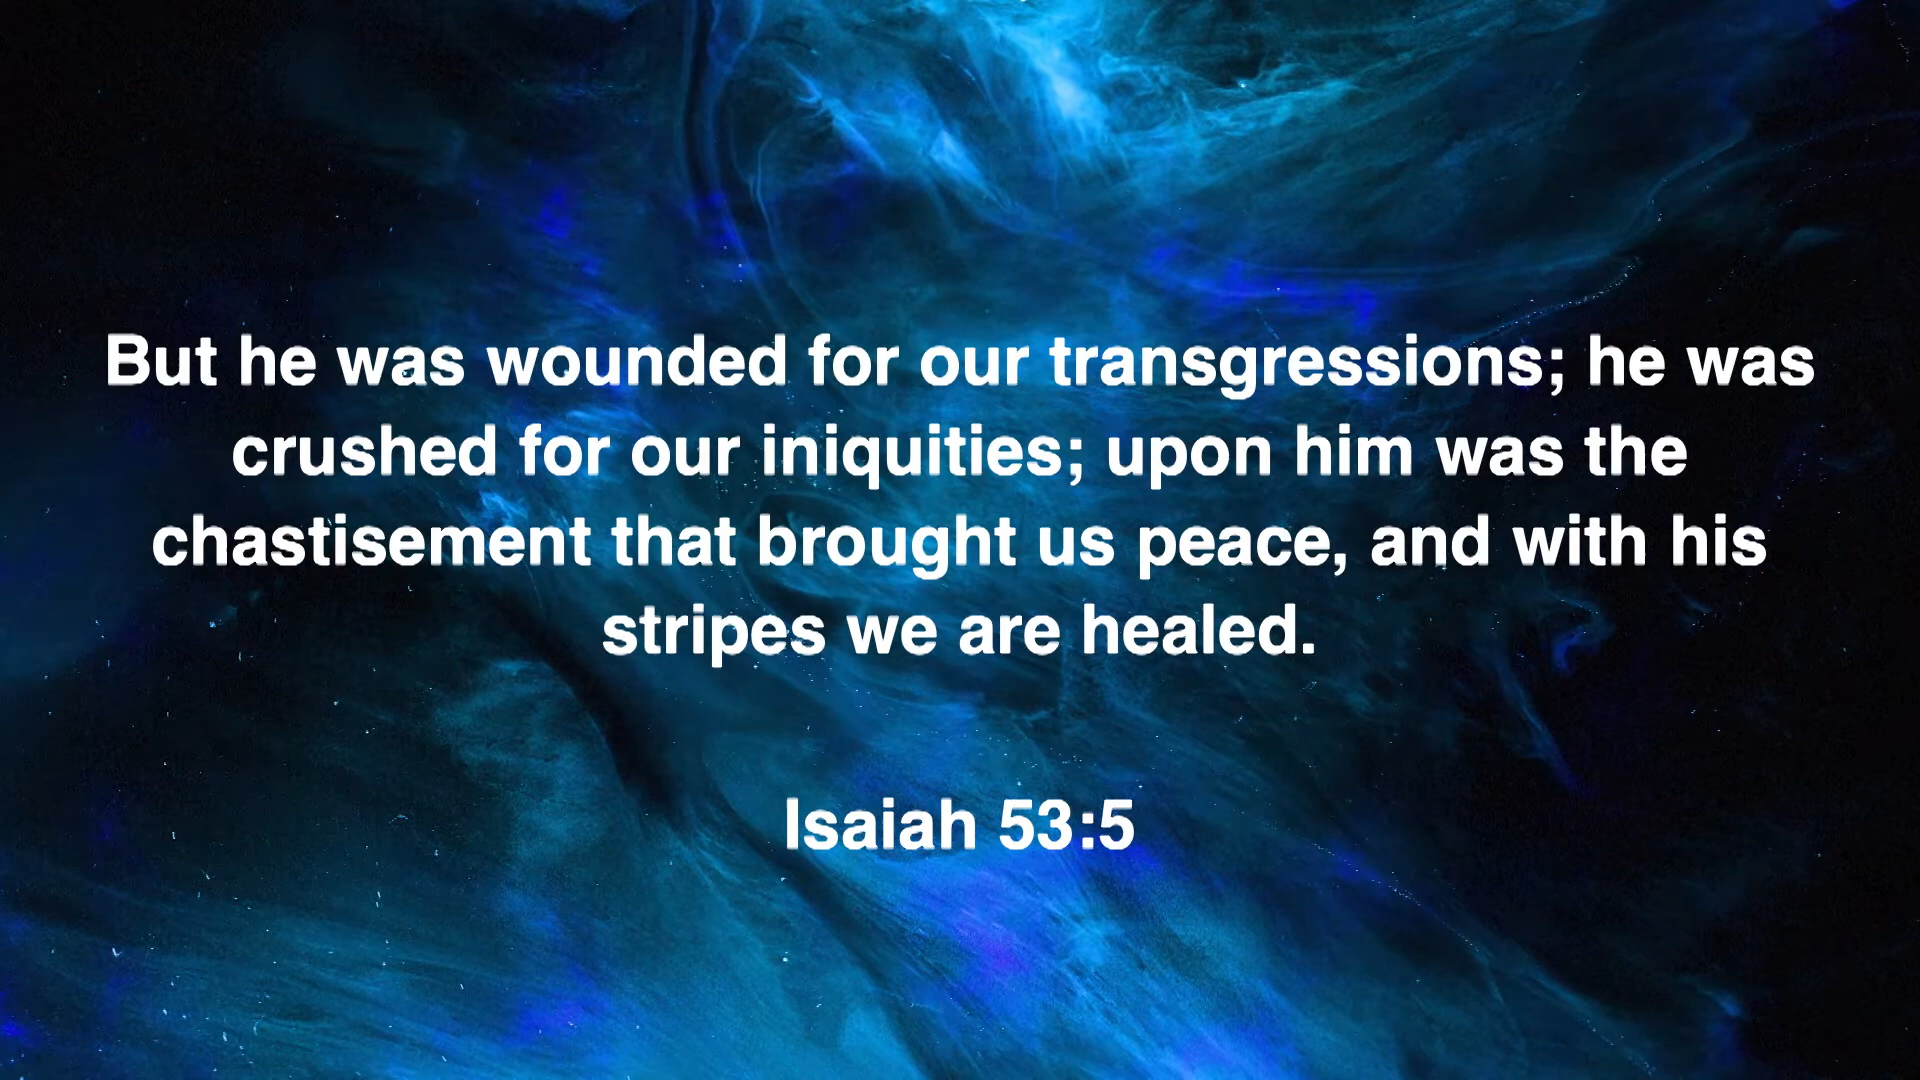 But he was wounded for our transgressions; he was
crushed for our iniquities; upon him was the
chastisement that brought us peace, and with his
stripes we are healed.
Isaiah 53:5